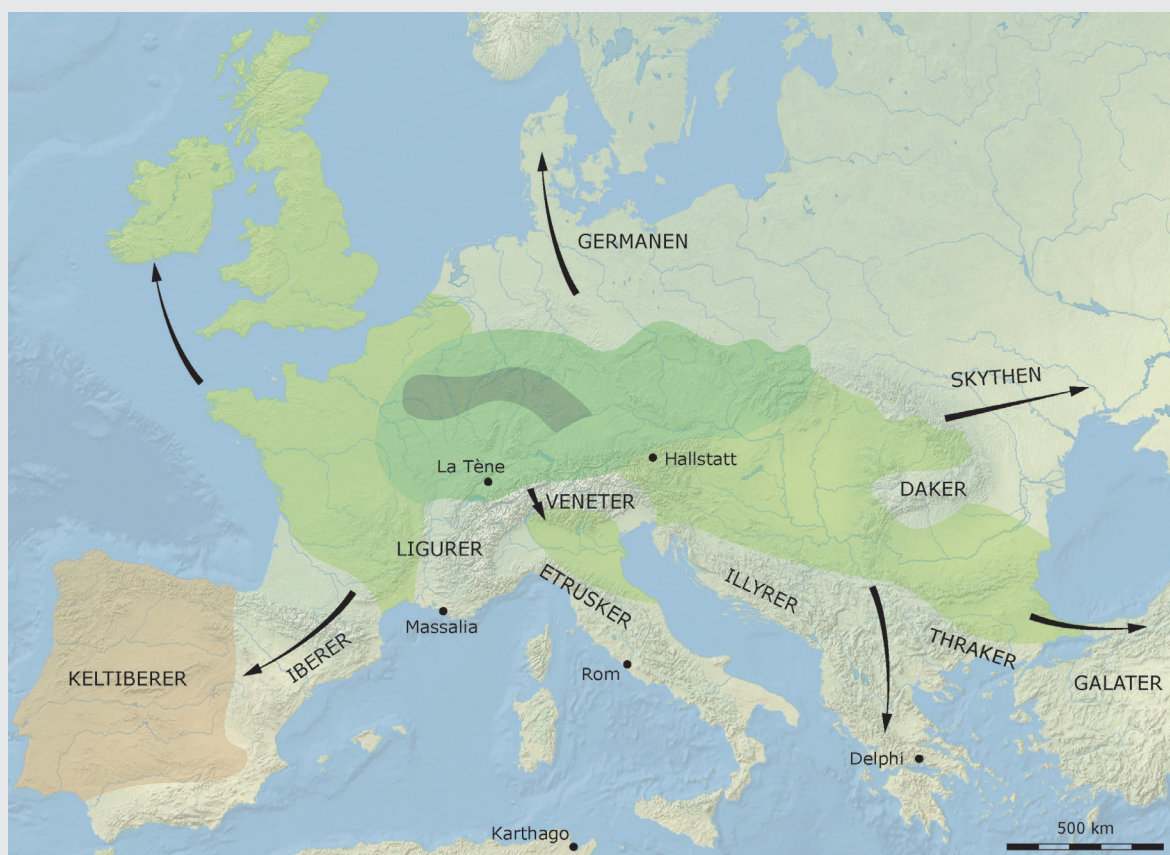 GERMANEN
SKYTHEN
La Tène
Hallstatt
VENETER
DAKER
LIGURER
ETRUSKER
ILLYRER
Massalia
IBERER
THRAKER
KELTIBERER
Rom
GALATER
Delphi
Karthago
500 km